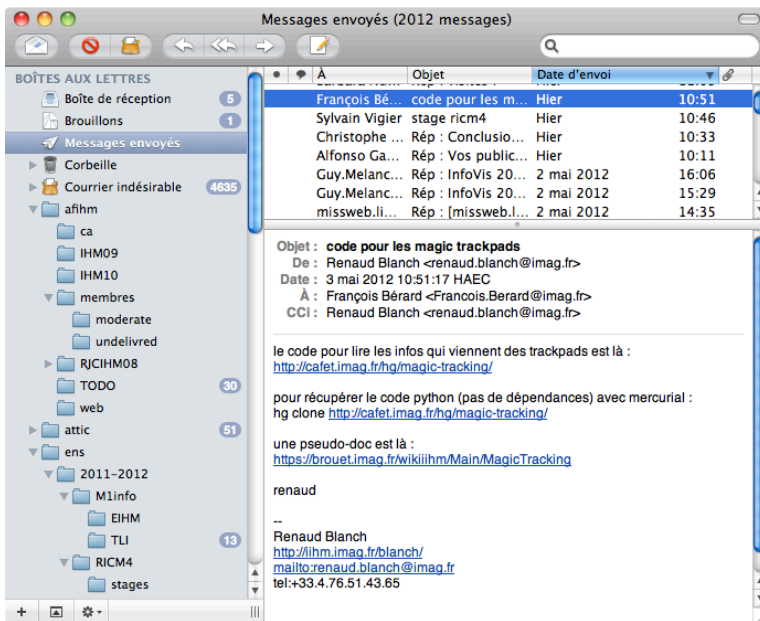 Messages envoyés (2012 messages)
BOÎTES AUX LETTRES
Boîte de réception 5
Brouillons 1
Messages envoyés
Corbeille
Courrier indésirable 4635
afihm
ca
IHM09
IHM10
membres
moderate
undelivred
RJCIHM08
TODO 30
web
attic 51
ens
2011-2012
M1info
EIHM
TLI 13
RICM4
stages
À Objet Date d'envoi
François Bé... code pour les m... Hier 10:51
Sylvain Vigier stage ricm4 Hier 10:46
Christophe ... Rép : Conclusio... Hier 10:33
Alfonso Ga... Rép : Vos public... Hier 10:11
Guy.Melanc... Rép : InfoVis 20... 2 mai 2012 16:06
Guy.Melanc... Rép : InfoVis 20... 2 mai 2012 15:29
missweb.li... Rép : [missweb.l... 2 mai 2012 14:35
Objet : code pour les magic trackpads
De : Renaud Blanch <renaud.blanch@imag.fr>
Date : 3 mai 2012 10:51:17 HAEC
À : François Bérard <Francois.Berard@imag.fr>
CCi : Renaud Blanch <renaud.blanch@imag.fr>
le code pour lire les infos qui viennent des trackpads est là :
http://cafet.imag.fr/hg/magic-tracking/
pour récupérer le code python (pas de dépendances) avec mercurial :
hg clone http://cafet.imag.fr/hg/magic-tracking/
une pseudo-doc est là :
https://brouet.imag.fr/wikiiihm/Main/MagicTracking
renaud
--
Renaud Blanch
http://iihm.imag.fr/blanch/
mailto:renaud.blanch@imag.fr
tel:+33.4.76.51.43.65